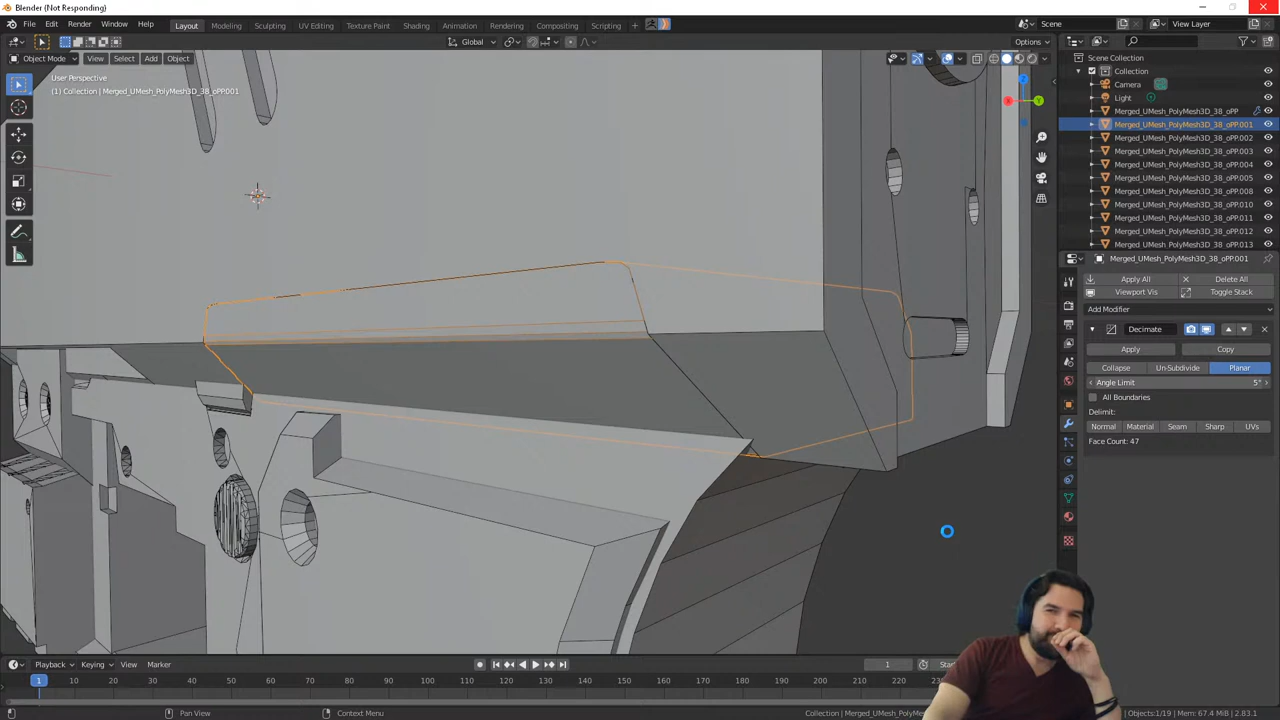 Blender (Not Responding)
File Edit Render Window Help Layout Modeling Sculpting UV Editing Texture Paint Shading Animation Rendering Compositing Scripting Scene View Layer
Global Options
Object Mode View Select Add Object
User Perspective
(1) Collection | Merged_UMesh_PolyMesh3D_38_oPP.001
X Y Z
Scene Collection
Collection
Camera
Light
Merged_UMesh_PolyMesh3D_38_oPP
Merged_UMesh_PolyMesh3D_38_oPP.001
Merged_UMesh_PolyMesh3D_38_oPP.002
Merged_UMesh_PolyMesh3D_38_oPP.003
Merged_UMesh_PolyMesh3D_38_oPP.004
Merged_UMesh_PolyMesh3D_38_oPP.005
Merged_UMesh_PolyMesh3D_38_oPP.008
Merged_UMesh_PolyMesh3D_38_oPP.010
Merged_UMesh_PolyMesh3D_38_oPP.011
Merged_UMesh_PolyMesh3D_38_oPP.012
Merged_UMesh_PolyMesh3D_38_oPP.013
Merged_UMesh_PolyMesh3D_38_oPP.001
Apply All Delete All
Viewport Vis Toggle Stack
Add Modifier
Decimate
Apply Copy
Collapse Un-Subdivide Planar
Angle Limit 5°
All Boundaries
Delimit:
Normal Material Seam Sharp UVs
Face Count: 47
Playback Keying View Marker 1
1 10 20 30 40 50 60 70 80 90 100 110 120 130 140 150 160 170 180 190 200 210 220 230
Pan View Context Menu Collection | Merged_UMesh_PolyMe Objects:1/19 | Mem: 67.4 MiB | 2.83.1